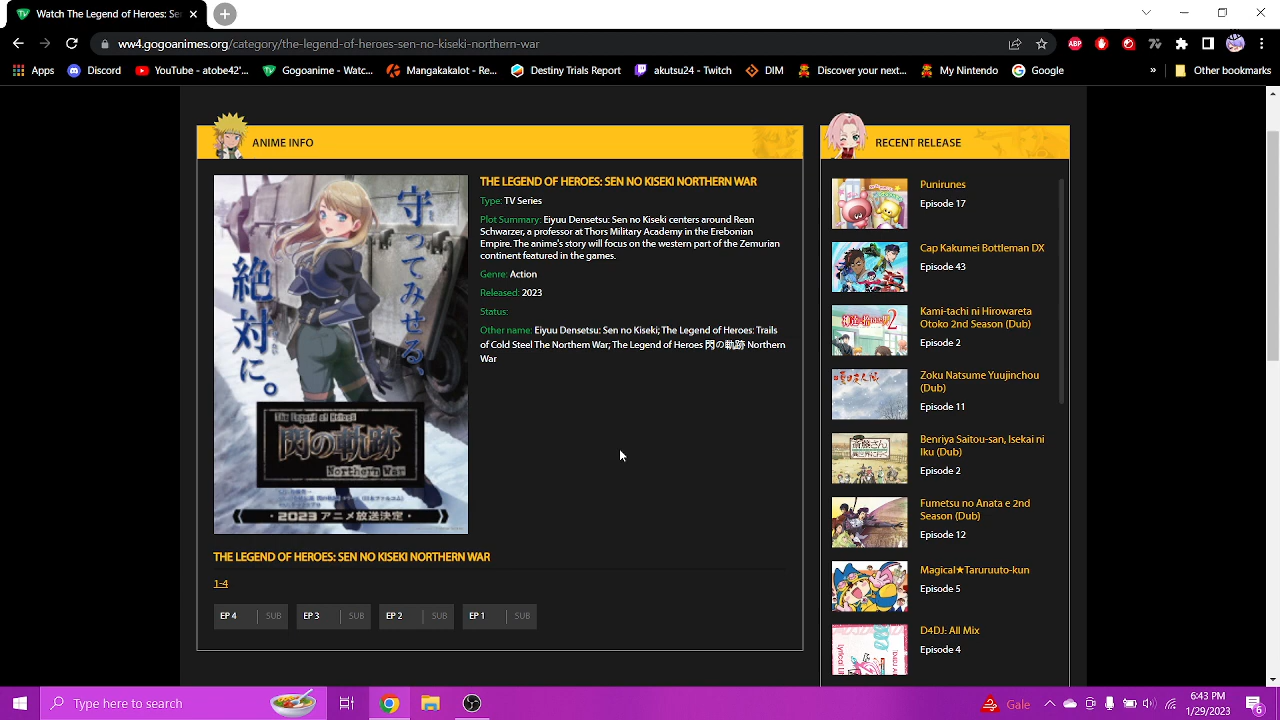 Watch The Legend of Heroes: Se
ww4.gogoanimes.org/category/the-legend-of-heroes-sen-no-kiseki-northern-war
ABP
Apps
Discord
YouTube - atobe42'...
Gogoanime - Watc...
Mangakakalot - Re...
Destiny Trials Report
akutsu24 - Twitch
DIM
Discover your next...
My Nintendo
Google
»
Other bookmarks
ANIME INFO
守ってみせる、
絶対に。
The Legend of Heroes
閃の軌跡
Northern War
・2023アニメ放送決定・
THE LEGEND OF HEROES: SEN NO KISEKI NORTHERN WAR
Type: TV Series
Plot Summary: Eiyuu Densetsu: Sen no Kiseki centers around Rean
Schwarzer, a professor at Thors Military Academy in the Erebonian
Empire. The anime's story will focus on the western part of the Zemurian
continent featured in the games.
Genre: Action
Released: 2023
Status:
Other name: Eiyuu Densetsu: Sen no Kiseki; The Legend of Heroes: Trails
of Cold Steel The Northern War; The Legend of Heroes 閃の軌跡 Northern
War
THE LEGEND OF HEROES: SEN NO KISEKI NORTHERN WAR
1-4
EP 4 SUB
EP 3 SUB
EP 2 SUB
EP 1 SUB
RECENT RELEASE
Punirunes
Episode 17
Cap Kakumei Bottleman DX
Episode 43
Kami-tachi ni Hirowareta
Otoko 2nd Season (Dub)
Episode 2
Zoku Natsume Yuujinchou
(Dub)
Episode 11
Benriya Saitou-san, Isekai ni
Iku (Dub)
Episode 2
Fumetsu no Anata e 2nd
Season (Dub)
Episode 12
Magical★Taruruuto-kun
Episode 5
D4DJ: All Mix
Episode 4
Type here to search
Gale
6:43 PM
1/29/2023
6